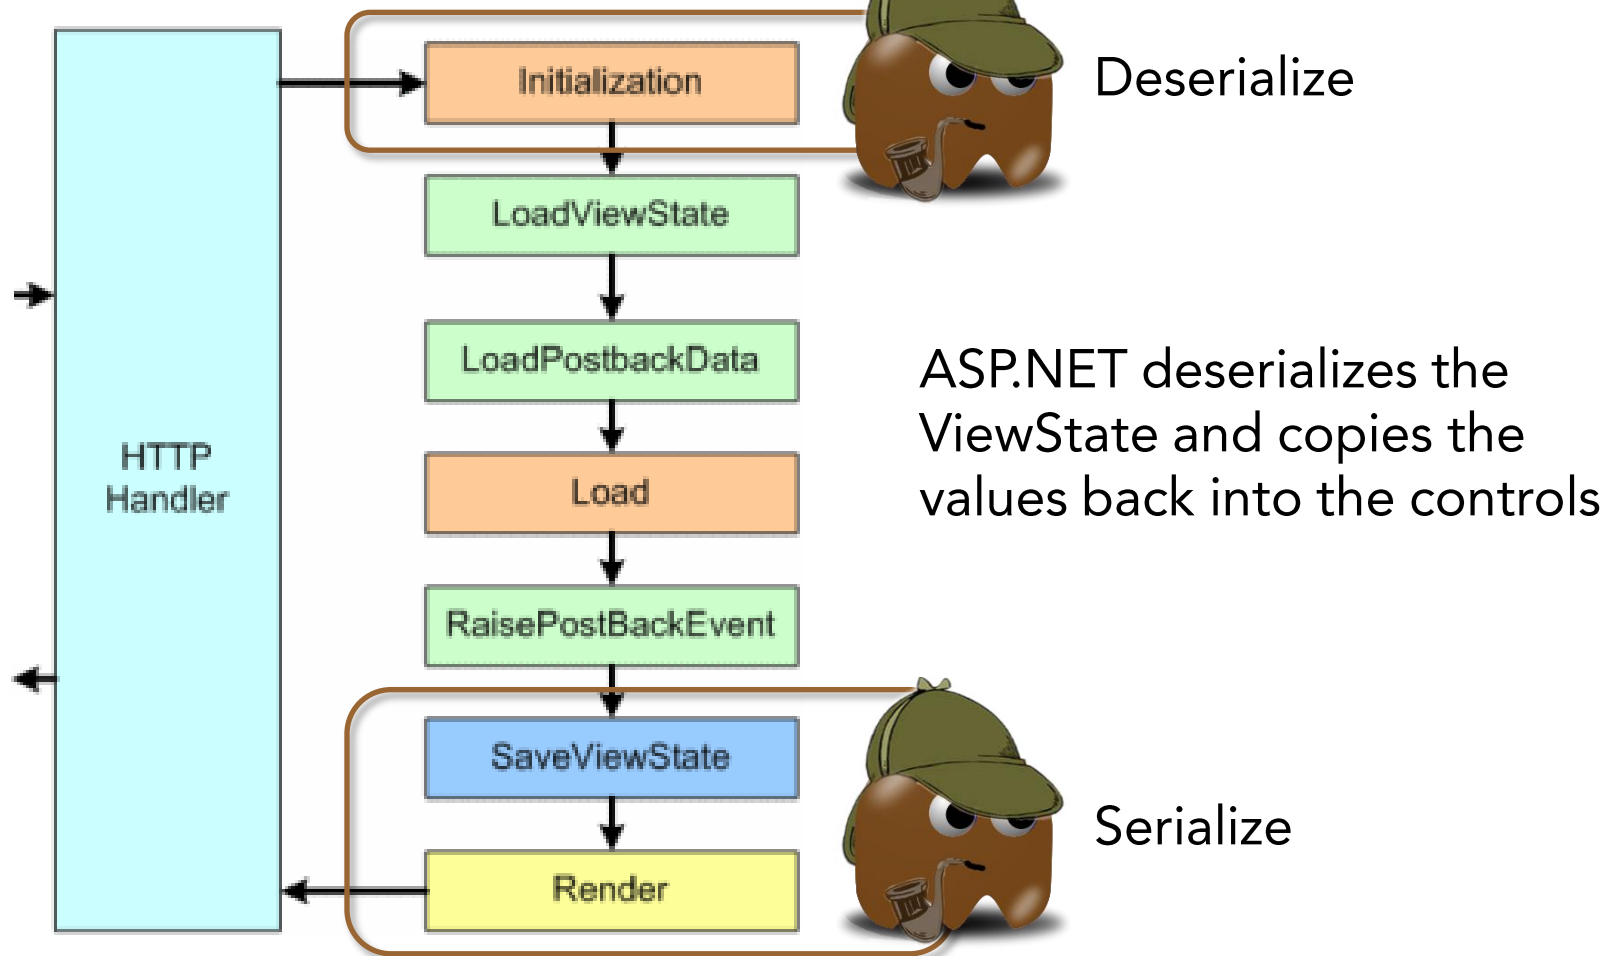 Initialization
Deserialize
LoadViewState
LoadPostbackData
ASP.NET deserializes the
ViewState and copies the
values back into the controls
HTTP
Handler
Load
RaisePostBackEvent
SaveViewState
Serialize
Render